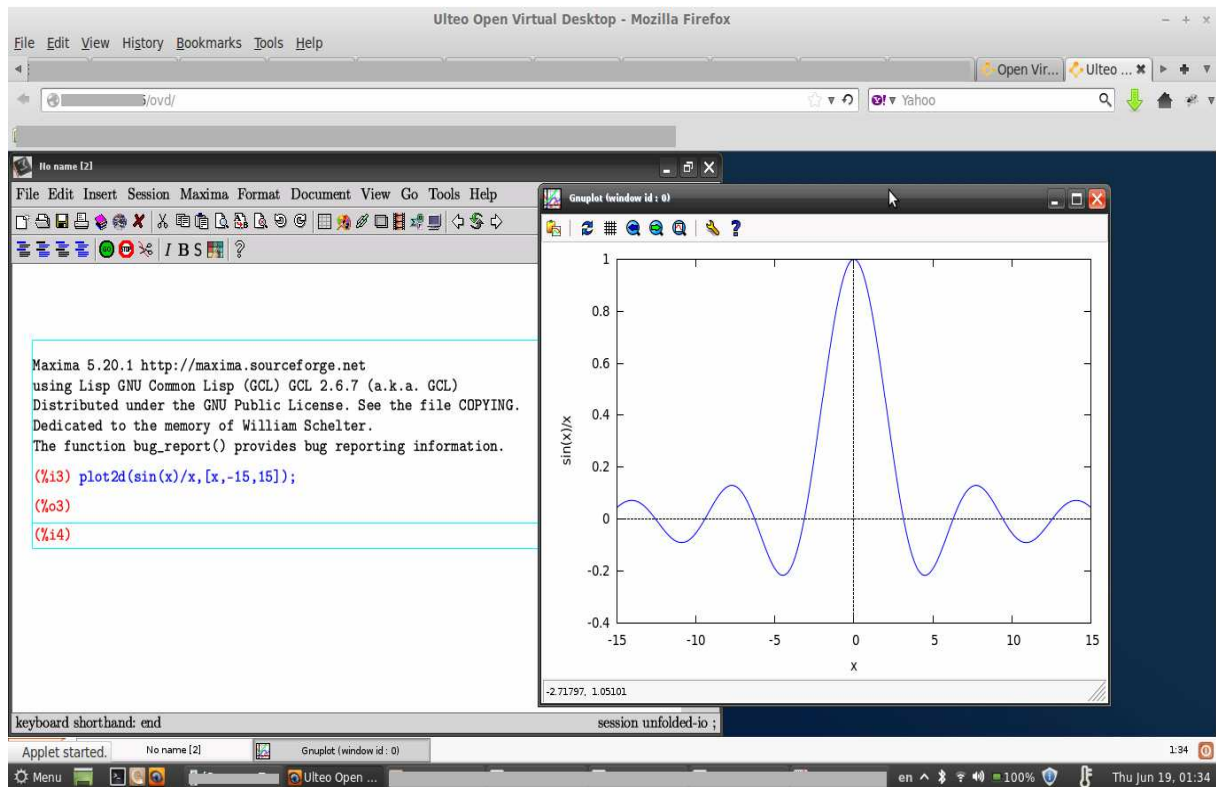 Ulteo Open Virtual Desktop - Mozilla Firefox
File Edit View History Bookmarks Tools Help
Open Vir... Ulteo ...
/ovd/
Yahoo
No name [2]
File Edit Insert Session Maxima Format Document View Go Tools Help
I B S ?
Maxima 5.20.1 http://maxima.sourceforge.net
using Lisp GNU Common Lisp (GCL) GCL 2.6.7 (a.k.a. GCL)
Distributed under the GNU Public License. See the file COPYING.
Dedicated to the memory of William Schelter.
The function bug_report() provides bug reporting information.
(%i3) plot2d(sin(x)/x,[x,-15,15]);
(%o3)
(%i4)
keyboard shorthand: end
session unfolded-io ;
Gnuplot (window id : 0)
?
1
0.8
0.6
0.4
0.2
0
-0.2
-0.4
sin(x)/x
-15 -10 -5 0 5 10 15
x
-2.71797, 1.05101
Applet started. No name [2] Gnuplot (window id : 0) 1:34
Menu Ulteo Open ... en 100% Thu Jun 19, 01:34